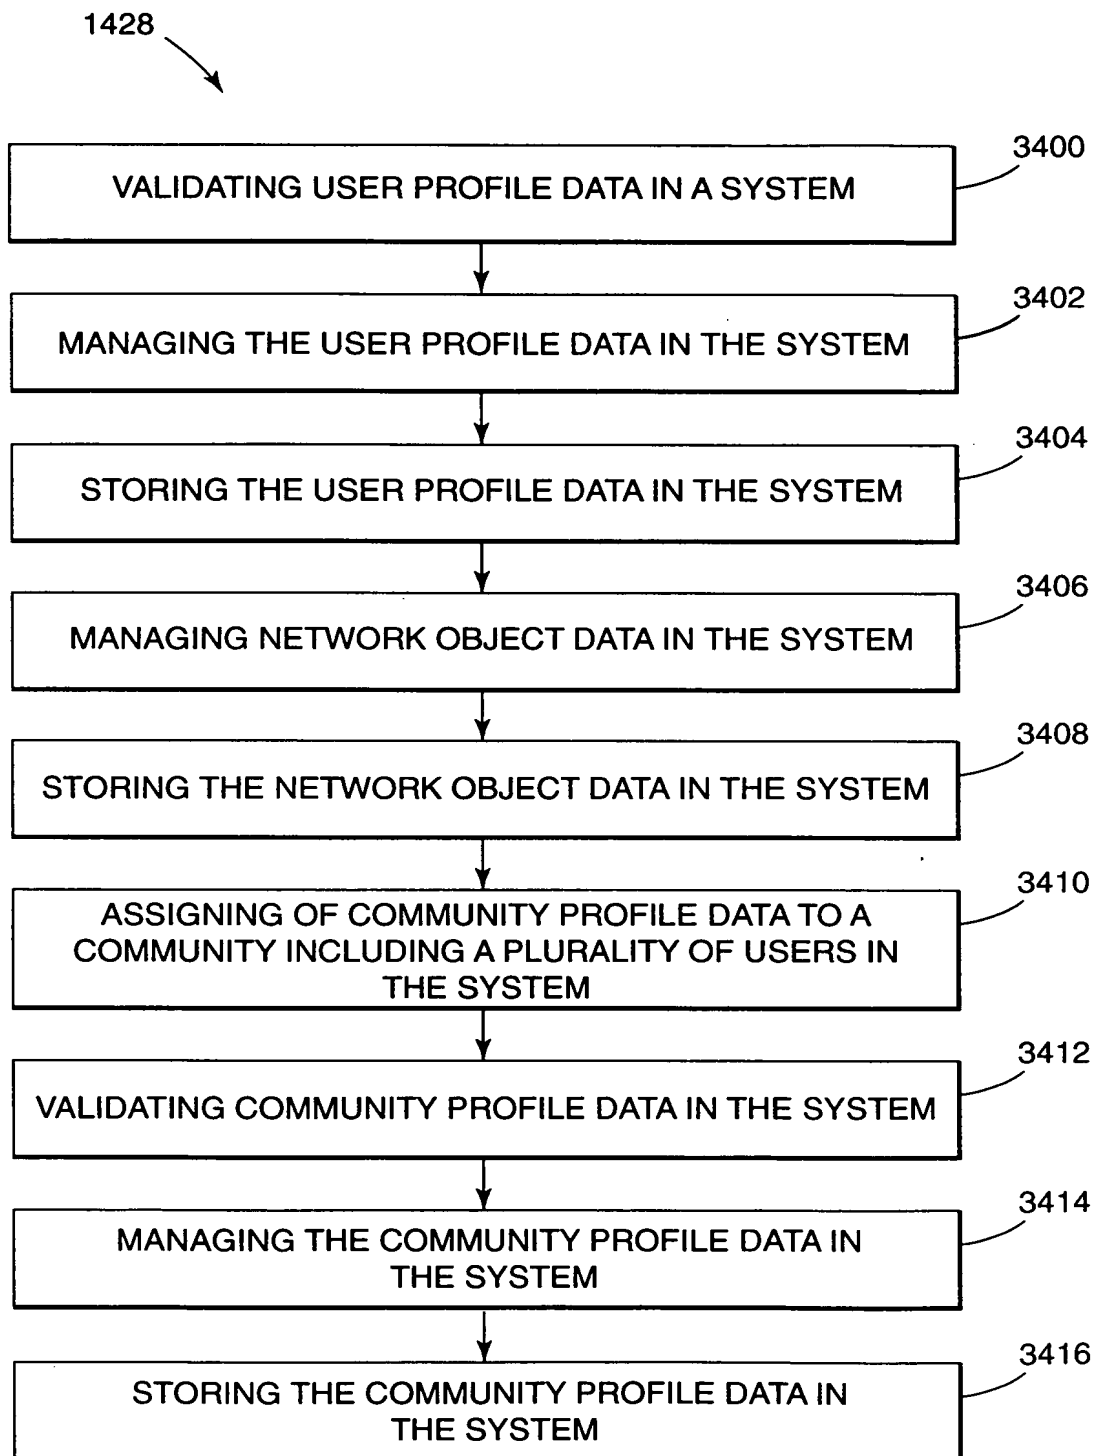 1428
3400
VALIDATING USER PROFILE DATA IN A SYSTEM
3402
MANAGING THE USER PROFILE DATA IN THE SYSTEM
3404
STORING THE USER PROFILE DATA IN THE SYSTEM
3406
MANAGING NETWORK OBJECT DATA IN THE SYSTEM
3408
STORING THE NETWORK OBJECT DATA IN THE SYSTEM
3410
ASSIGNING OF COMMUNITY PROFILE DATA TO A
COMMUNITY INCLUDING A PLURALITY OF USERS IN
THE SYSTEM
3412
VALIDATING COMMUNITY PROFILE DATA IN THE SYSTEM
3414
MANAGING THE COMMUNITY PROFILE DATA IN
THE SYSTEM
3416
STORING THE COMMUNITY PROFILE DATA IN
THE SYSTEM